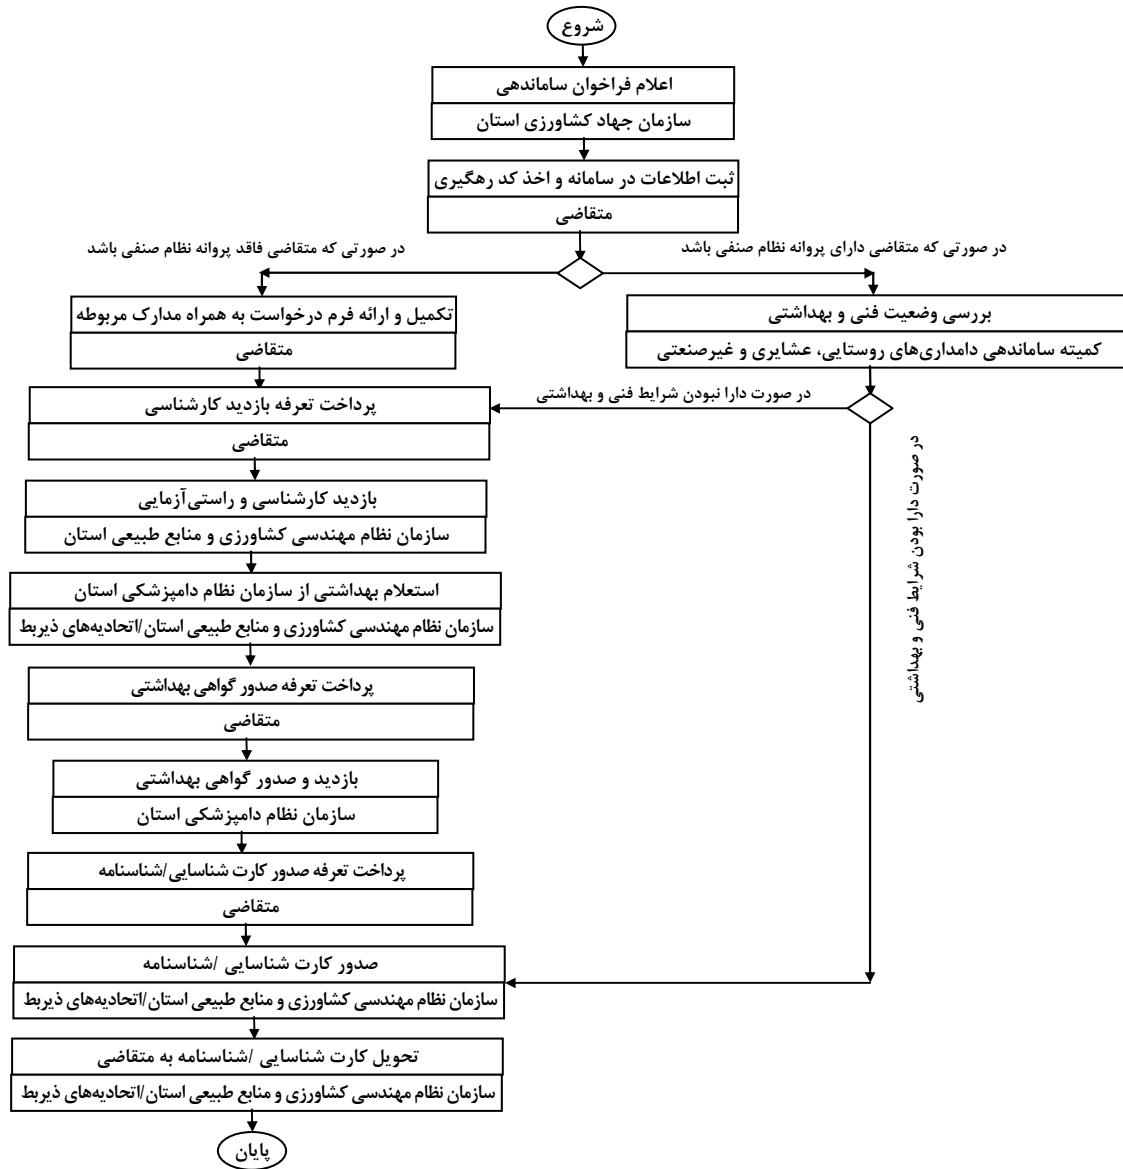 شروع
اعلام فراخوان ساماندهی
سازمان جهاد کشاورزی استان
ثبت اطلاعات در سامانه و اخذ کد رهگیری
متقاضی
در صورتی که متقاضی دارای پروانه نظام صنفی باشد
در صورتی که متقاضی فاقد پروانه نظام صنفی باشد
بررسی وضعیت فنی و بهداشتی
کمیته ساماندهی دامداری‌های روستایی، عشایری و غیرصنعتی
تکمیل و ارائه فرم درخواست به همراه مدارک مربوطه
متقاضی
در صورت دارا نبودن شرایط فنی و بهداشتی
در صورت دارا بودن شرایط فنی و بهداشتی
پرداخت تعرفه بازدید کارشناسی
متقاضی
بازدید کارشناسی و راستی‌آزمایی
سازمان نظام مهندسی کشاورزی و منابع طبیعی استان
استعلام بهداشتی از سازمان نظام دامپزشکی استان
سازمان نظام مهندسی کشاورزی و منابع طبیعی استان/اتحادیه‌های ذیربط
پرداخت تعرفه صدور گواهی بهداشتی
متقاضی
بازدید و صدور گواهی بهداشتی
سازمان نظام دامپزشکی استان
پرداخت تعرفه صدور کارت شناسایی/شناسنامه
متقاضی
صدور کارت شناسایی /شناسنامه
سازمان نظام مهندسی کشاورزی و منابع طبیعی استان/اتحادیه‌های ذیربط
تحویل کارت شناسایی /شناسنامه به متقاضی
سازمان نظام مهندسی کشاورزی و منابع طبیعی استان/اتحادیه‌های ذیربط
پایان